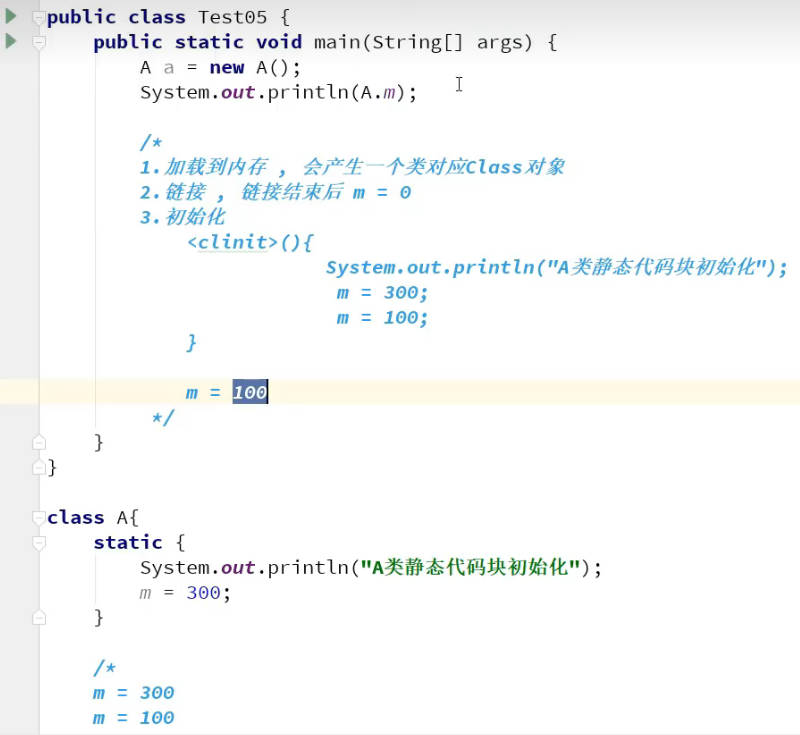 public class Test05 {
public static void main(String[] args) {
A a = new A();
System.out.println(A.m);
/*
1.加载到内存 , 会产生一个类对应Class对象
2.链接 , 链接结束后 m = 0
3.初始化
<clinit>(){
System.out.println("A类静态代码块初始化");
m = 300;
m = 100;
}
m = 100
*/
}
}
class A{
static {
System.out.println("A类静态代码块初始化");
m = 300;
}
/*
m = 300
m = 100